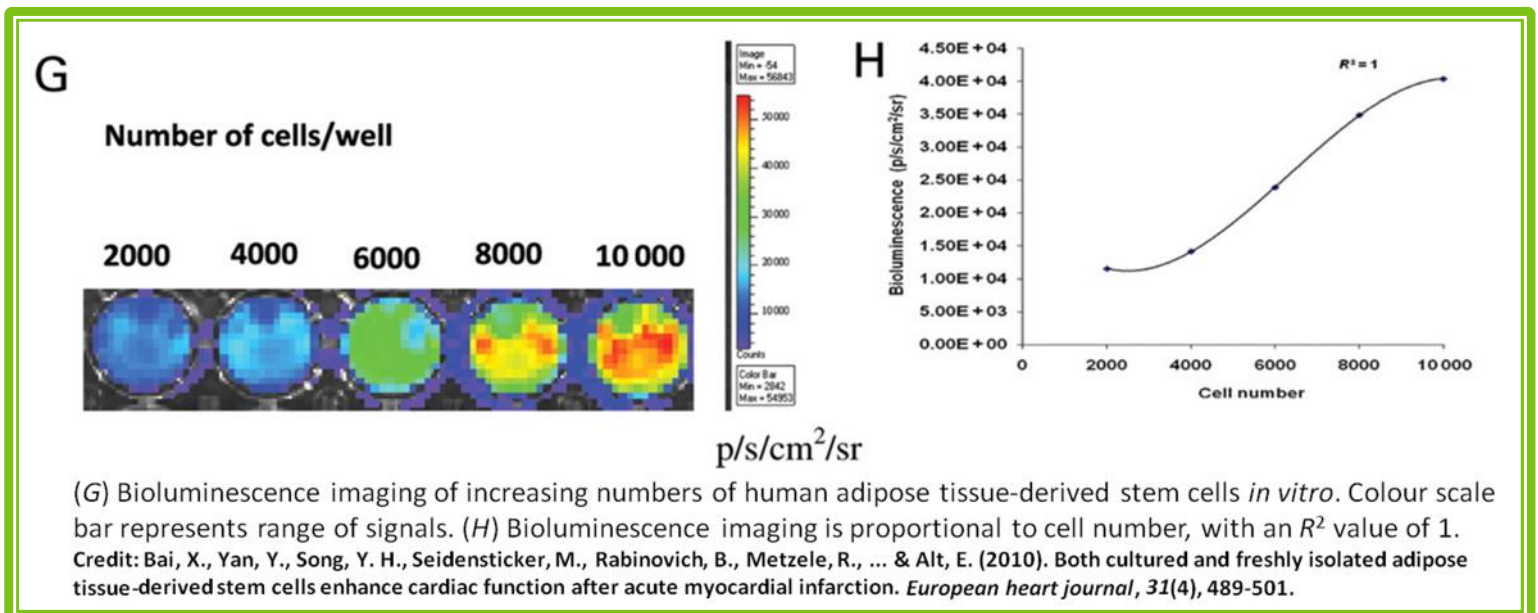 G
Number of cells/well
2000 4000 6000 8000 10 000
Image
Min = -54
Max = 56843
50000
40000
30000
20000
10000
Counts
Color Bar
Min = 2842
Max = 54953
p/s/cm²/sr
H
R² = 1
Bioluminescence (p/s/cm²/sr)
4.50E + 04
4.00E + 04
3.50E + 04
3.00E + 04
2.50E + 04
2.00E + 04
1.50E + 04
1.00E + 04
5.00E + 03
0.00E + 00
0 2000 4000 6000 8000 10 000
Cell number
(G) Bioluminescence imaging of increasing numbers of human adipose tissue-derived stem cells in vitro. Colour scale
bar represents range of signals. (H) Bioluminescence imaging is proportional to cell number, with an R² value of 1.
Credit: Bai, X., Yan, Y., Song, Y. H., Seidensticker, M., Rabinovich, B., Metzele, R., ... & Alt, E. (2010). Both cultured and freshly isolated adipose
tissue-derived stem cells enhance cardiac function after acute myocardial infarction. European heart journal, 31(4), 489-501.